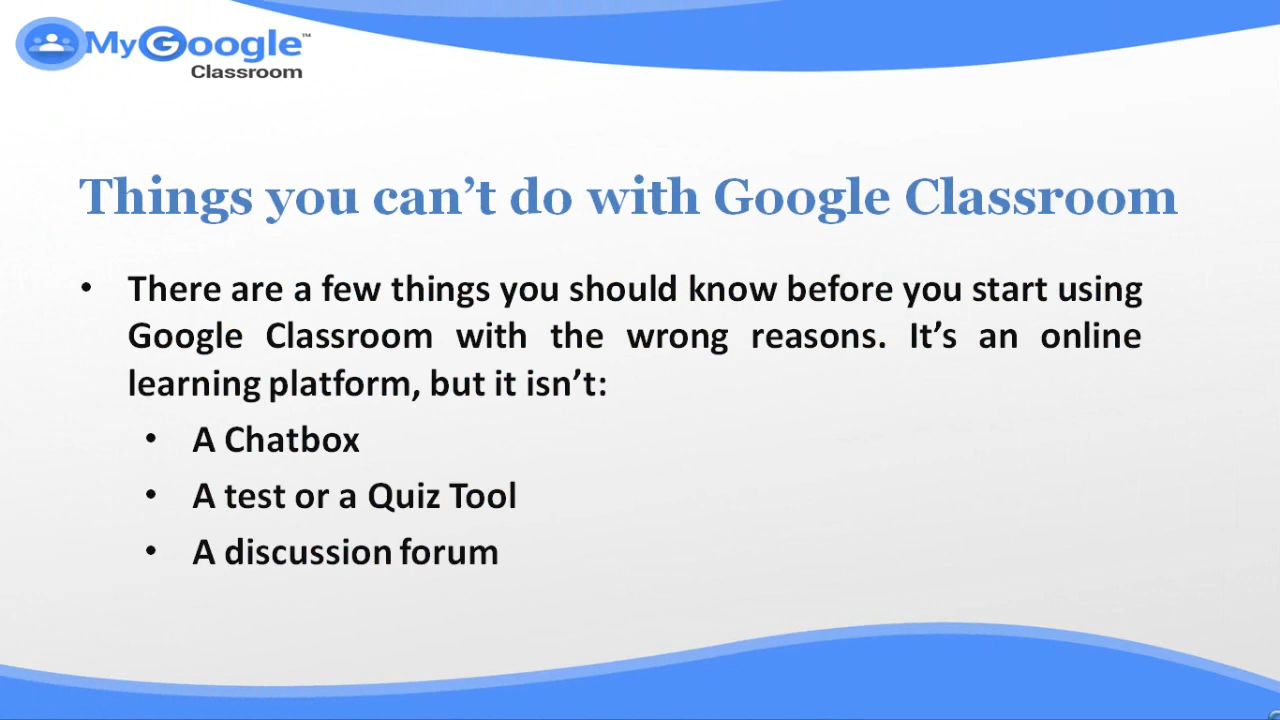 MyGoogle™
Classroom
Things you can’t do with Google Classroom
• There are a few things you should know before you start using
Google Classroom with the wrong reasons. It’s an online
learning platform, but it isn’t:
• A Chatbox
• A test or a Quiz Tool
• A discussion forum